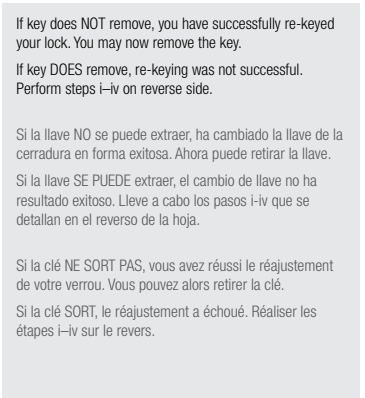 If key does NOT remove, you have successfully re-keyed
your lock. You may now remove the key.
If key DOES remove, re-keying was not successful.
Perform steps i–iv on reverse side.
Si la llave NO se puede extraer, ha cambiado la llave de la
cerradura en forma exitosa. Ahora puede retirar la llave.
Si la llave SE PUEDE extraer, el cambio de llave no ha
resultado exitoso. Lleve a cabo los pasos i-iv que se
detallan en el reverso de la hoja.
Si la clé NE SORT PAS, vous avez réussi le réajustement
de votre verrou. Vous pouvez alors retirer la clé.
Si la clé SORT, le réajustement a échoué. Réaliser les
étapes i–iv sur le revers.